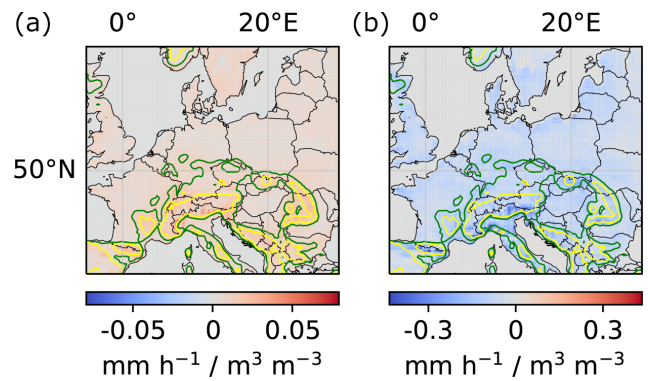 (a) 0° 20°E (b) 0° 20°E
50°N
-0.05 0 0.05 -0.3 0 0.3
mm h⁻¹ / m³ m⁻³ mm h⁻¹ / m³ m⁻³